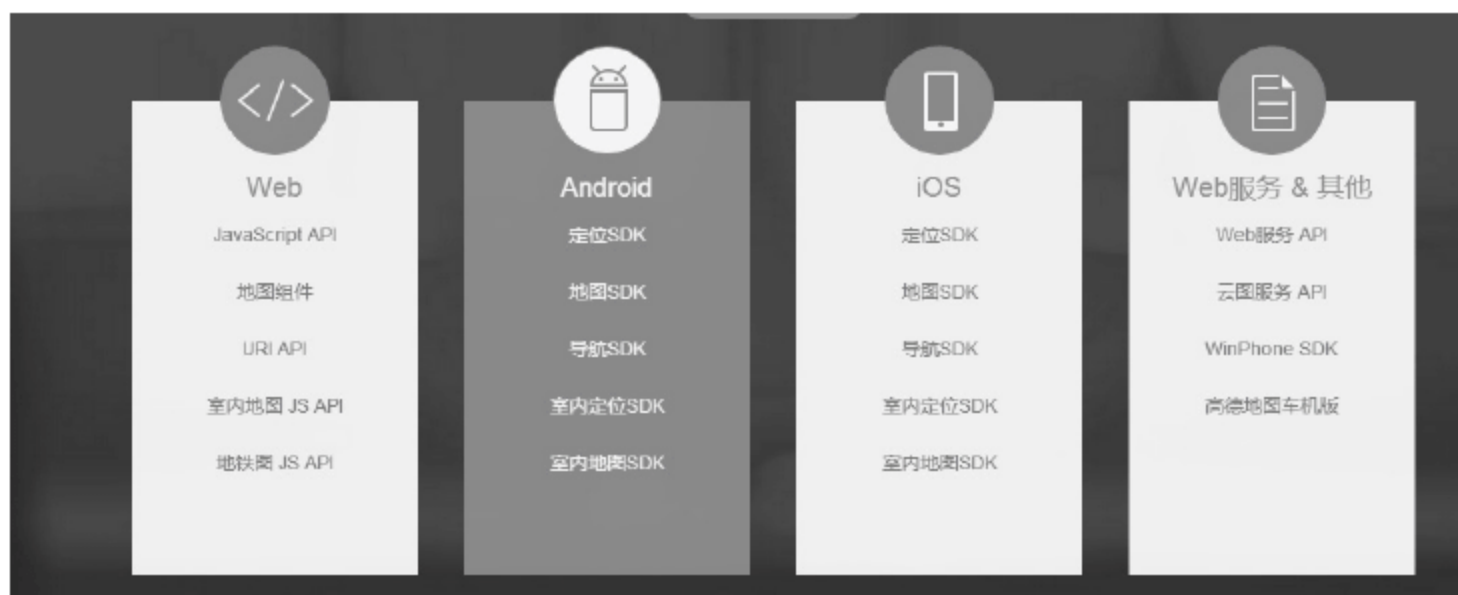 Web
JavaScript API
地图组件
URI API
室内地图 JS API
地铁图 JS API
Android
定位SDK
地图SDK
导航SDK
室内定位SDK
室内地图SDK
iOS
定位SDK
地图SDK
导航SDK
室内定位SDK
室内地图SDK
Web服务 & 其他
Web服务 API
云图服务 API
WinPhone SDK
高德地图车机版